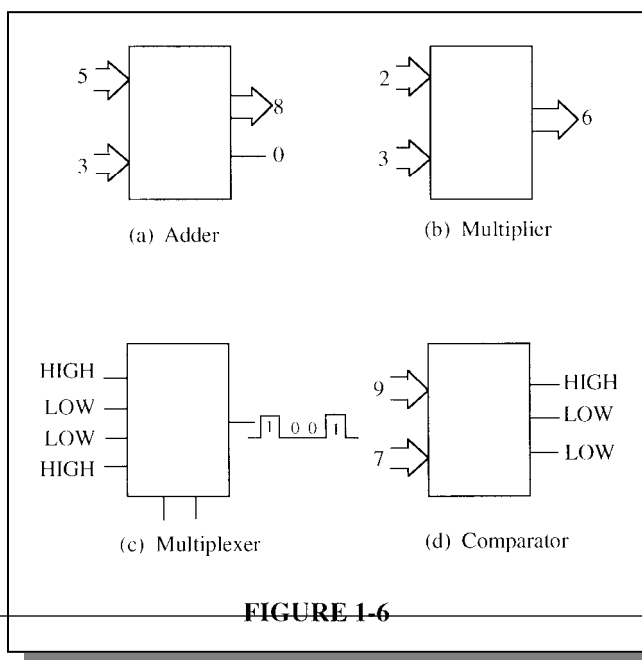 5
8
3
0
(a) Adder
2
6
3
(b) Multiplier
HIGH
LOW
LOW
HIGH
1 0 0 1
(c) Multiplexer
9
7
HIGH
LOW
LOW
(d) Comparator
FIGURE 1-6